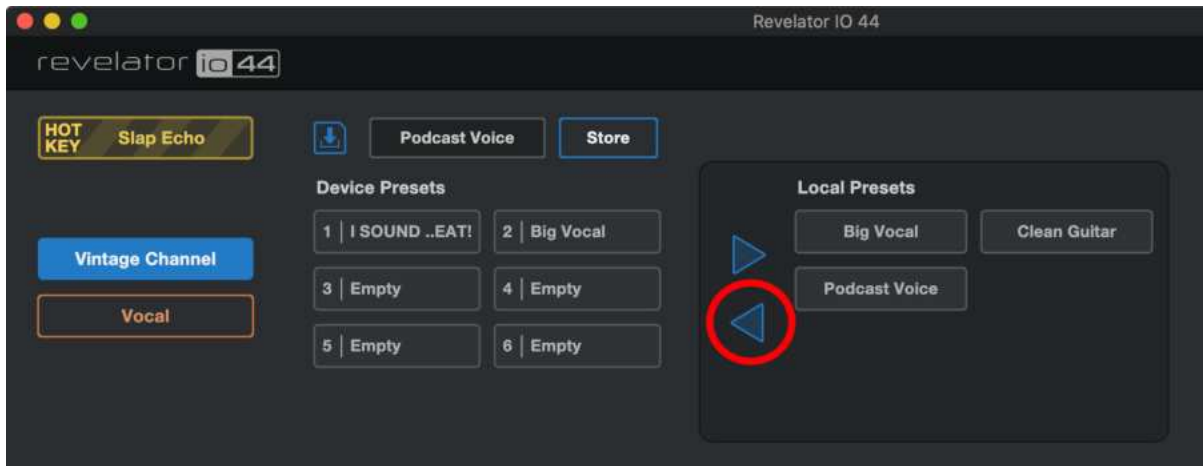 Revelator IO 44
revelator io 44
HOT KEY Slap Echo
Podcast Voice
Store
Device Presets
Local Presets
1 | I SOUND ..EAT!
2 | Big Vocal
Big Vocal
Clean Guitar
Vintage Channel
3 | Empty
4 | Empty
Podcast Voice
Vocal
5 | Empty
6 | Empty